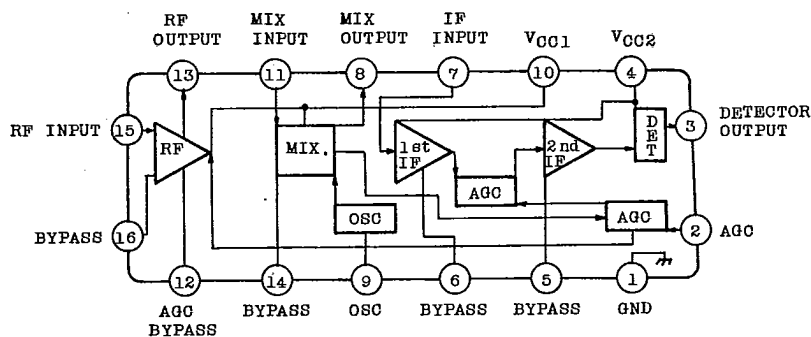 RF OUTPUT
MIX INPUT
MIX OUTPUT
IF INPUT
VCC1
VCC2
13
11
8
7
10
4
RF INPUT
15
RF
MIX.
1st IF
2nd IF
DET
3
DETECTOR OUTPUT
AGC
OSC
AGC
BYPASS
16
2
AGC
12
14
9
6
5
1
AGC BYPASS
BYPASS
OSC
BYPASS
BYPASS
GND